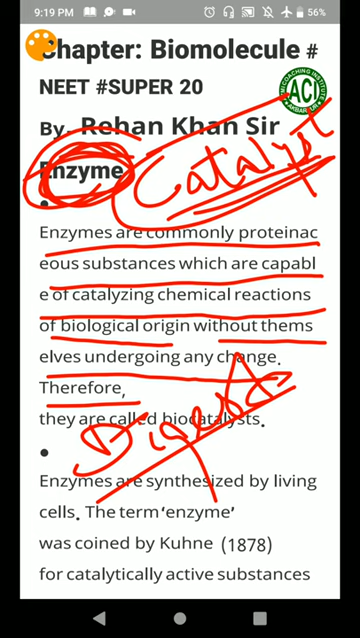 9:19 PM
56%
Chapter: Biomolecule #
NEET #SUPER 20
By. Rehan Khan Sir
ACI
Enzyme
Catalyst
Enzymes are commonly proteinac
eous substances which are capabl
e of catalyzing chemical reactions
of biological origin without thems
elves undergoing any change.
Therefore,
they are called biocatalysts.
Enzymes are synthesized by living
cells. The term ‘enzyme’
was coined by Kuhne (1878)
for catalytically active substances